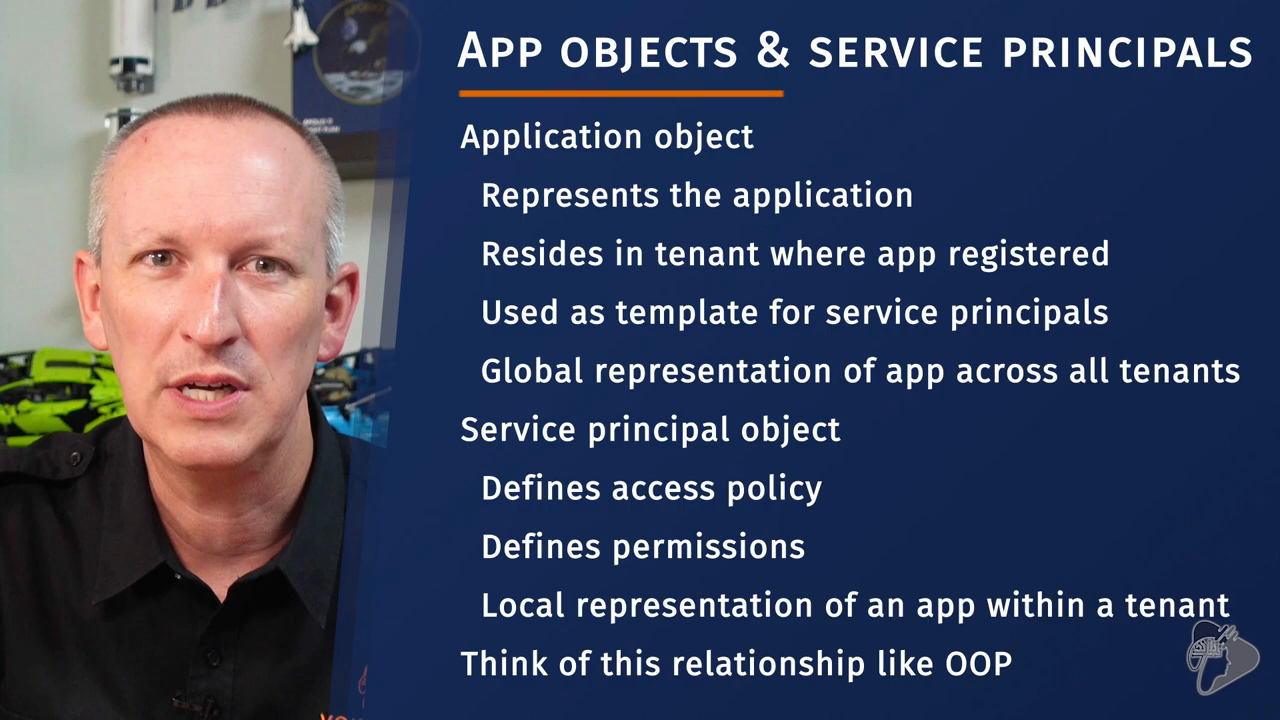 App objects & service principals
Application object
Represents the application
Resides in tenant where app registered
Used as template for service principals
Global representation of app across all tenants
Service principal object
Defines access policy
Defines permissions
Local representation of an app within a tenant
Think of this relationship like OOP